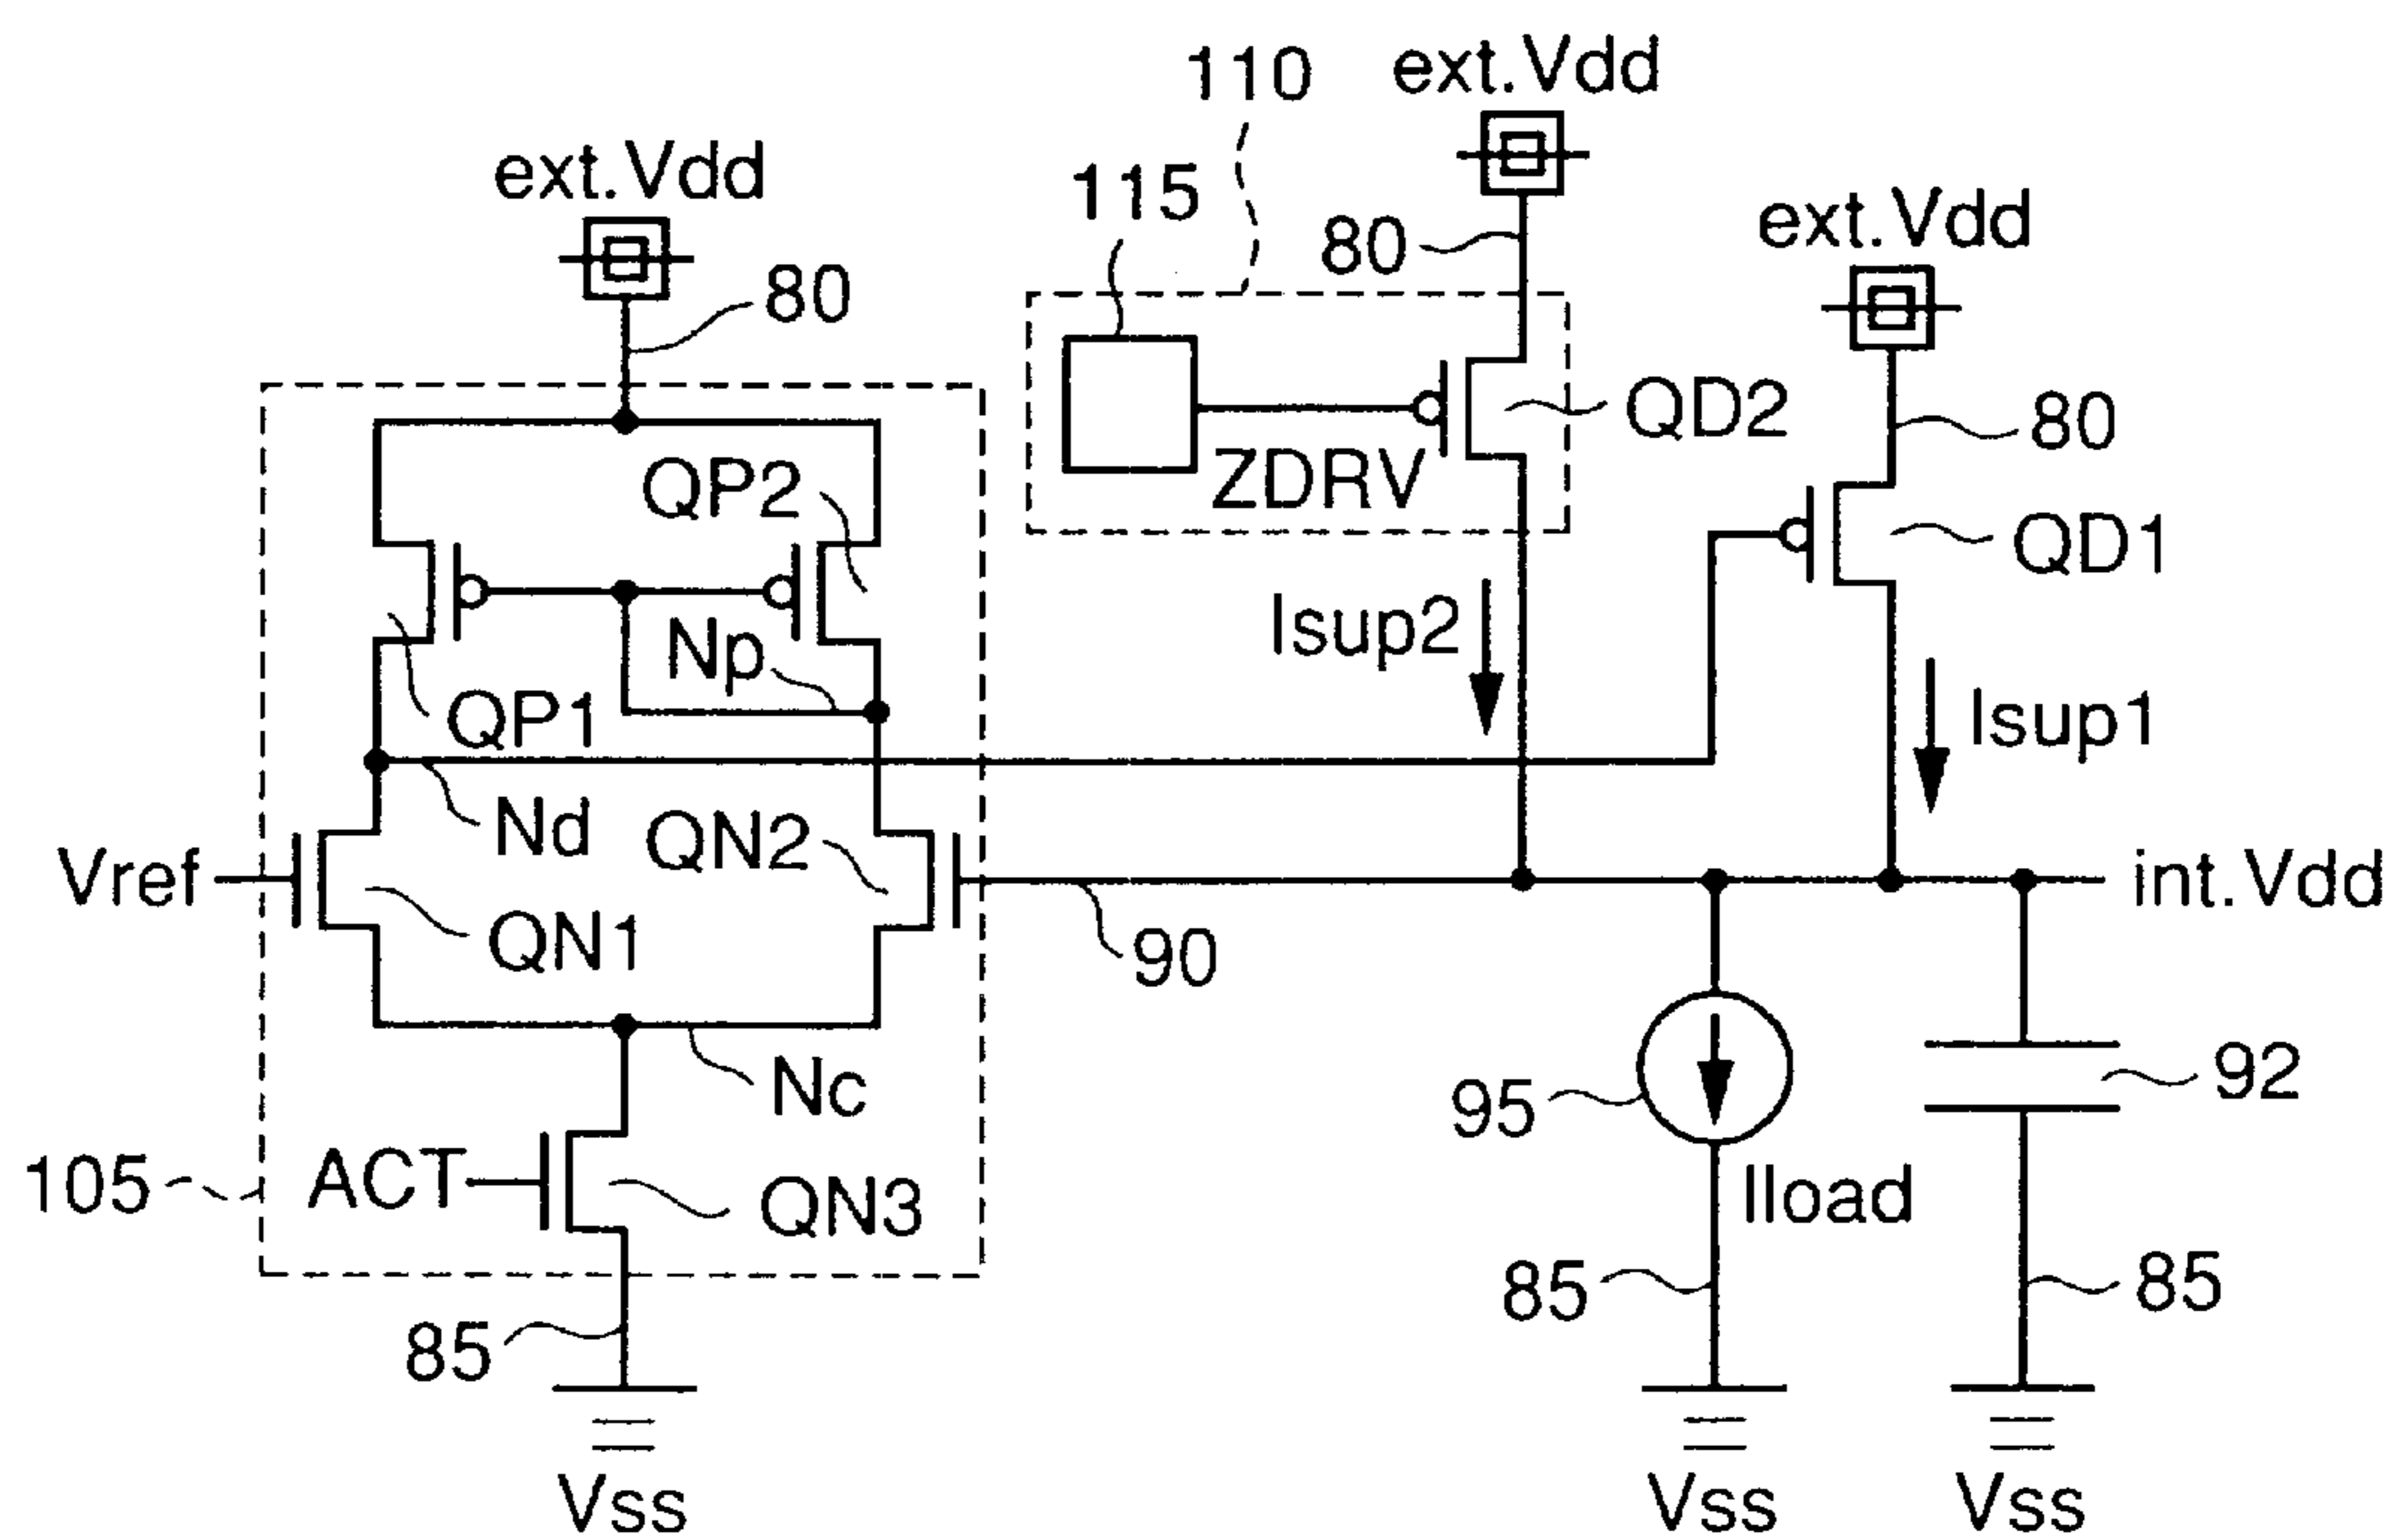 110
ext.Vdd
ext.Vdd
115
80
ext.Vdd
80
QD2
80
QP2
ZDRV
QD1
Np
Isup2
QP1
Isup1
Nd
QN2
Vref
int.Vdd
QN1
90
Nc
95
92
105
ACT
QN3
Iload
85
85
85
Vss
Vss
Vss